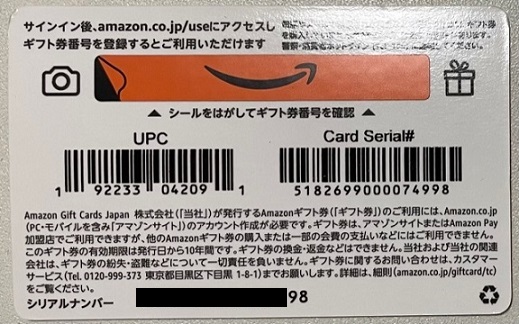 サインイン後、amazon.co.jp/useにアクセスし
ギフト券番号を登録するとご利用いただけます
シールをはがしてギフト券番号を確認
UPC
1 92233 04209 1
Card Serial#
5182699000074998
Amazon Gift Cards Japan 株式会社(「当社」)が発行するAmazonギフト券(「ギフト券」)のご利用には、Amazon.co.jp
(PC・モバイルを含み「アマゾンサイト」)のアカウント作成が必要です。ギフト券は、アマゾンサイトまたはAmazon Pay
加盟店でご利用できますが、他のAmazonギフト券の購入または一部の会費の支払いなどにはご利用できません。
このギフト券の有効期限は発行日から10年間です。ギフト券の換金・返金などはできません。当社および当社の関連
会社は、ギフト券の紛失・盗難などについて一切責任を負いません。ギフト券に関するお問い合わせは、カスタマー
サービス(Tel. 0120-999-373 東京都目黒区下目黒 1-8-1)までお願いします。詳細は、細則(amazon.co.jp/giftcard/tc)
をご覧ください。
シリアルナンバー 98